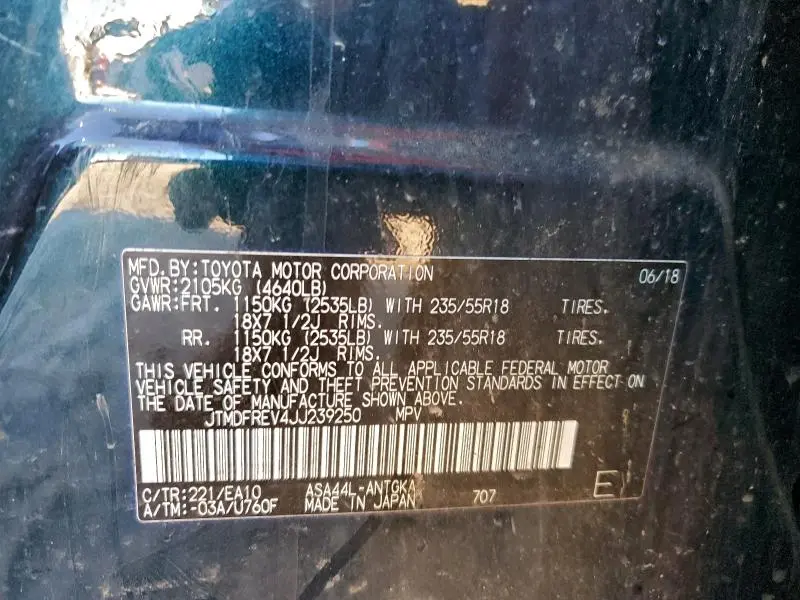 MFD. BY: TOYOTA MOTOR CORPORATION 06/18
GVWR: 2105KG (4640LB)
GAWR: FRT. 1150KG (2535LB) WITH 235/55R18 TIRES.
18X7 1/2J RIMS.
RR. 1150KG (2535LB) WITH 235/55R18 TIRES.
18X7 1/2J RIMS.
THIS VEHICLE CONFORMS TO ALL APPLICABLE FEDERAL MOTOR
VEHICLE SAFETY AND THEFT PREVENTION STANDARDS IN EFFECT ON
THE DATE OF MANUFACTURE SHOWN ABOVE.
JTMDFREV4JJ239250 MPV
C/TR: 221/EA10 ASA44L-ANTGKA
A/TM: -03A/U760F MADE IN JAPAN 707 E